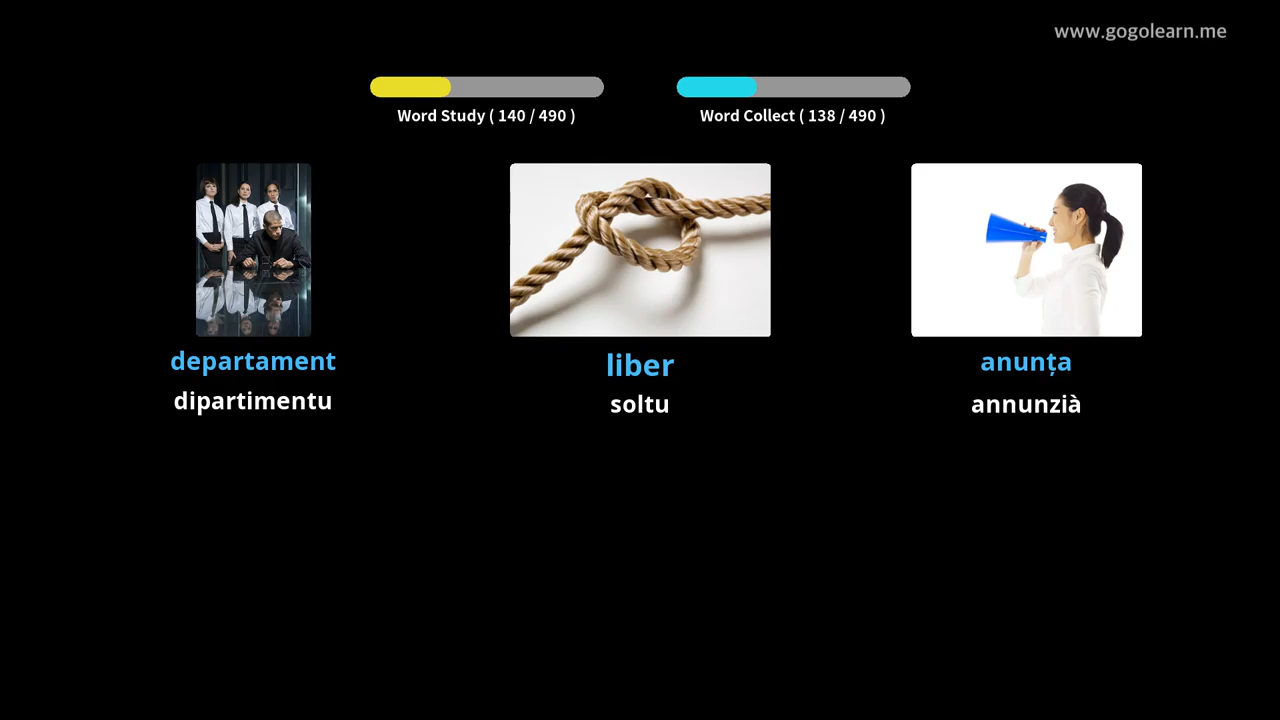 www.gogolearn.me
Word Study ( 140 / 490 )
Word Collect ( 138 / 490 )
departament
dipartimentu
liber
soltu
anunța
annunzià